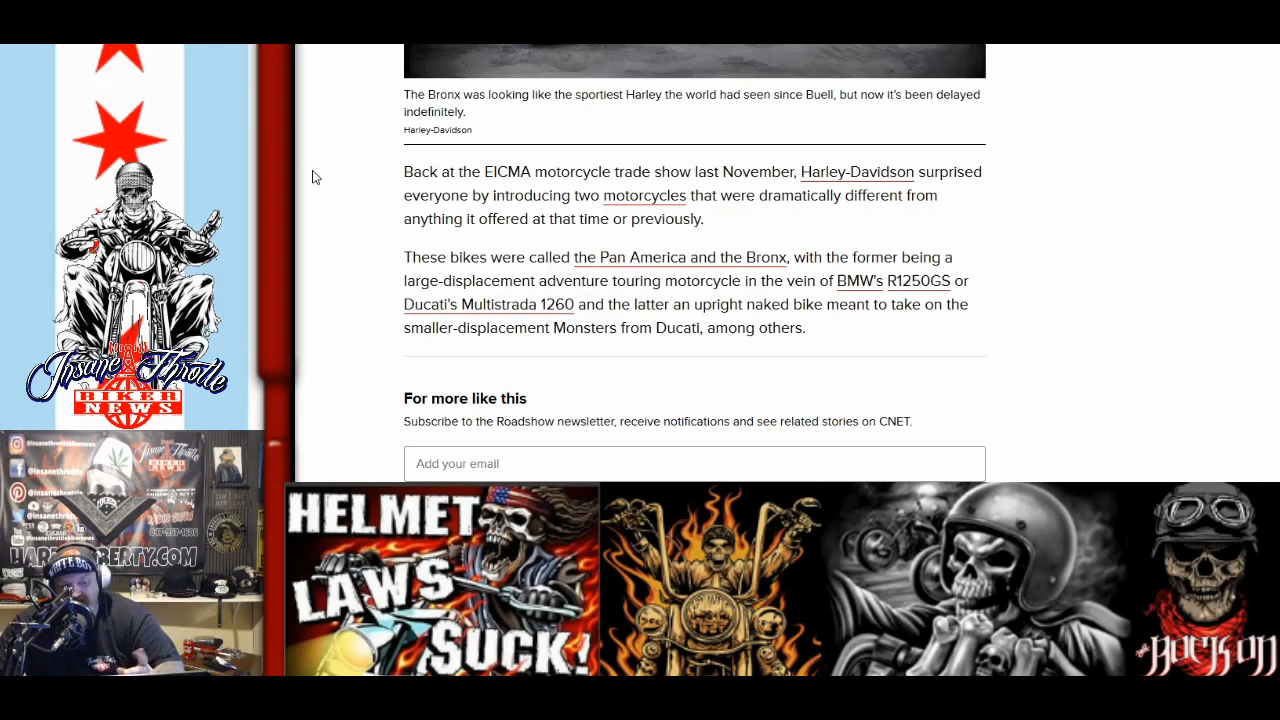 The Bronx was looking like the sportiest Harley the world had seen since Buell, but now it's been delayed
indefinitely.
Harley-Davidson
Back at the EICMA motorcycle trade show last November, Harley-Davidson surprised
everyone by introducing two motorcycles that were dramatically different from
anything it offered at that time or previously.
These bikes were called the Pan America and the Bronx, with the former being a
large-displacement adventure touring motorcycle in the vein of BMW's R1250GS or
Ducati's Multistrada 1260 and the latter an upright naked bike meant to take on the
smaller-displacement Monsters from Ducati, among others.
For more like this
Subscribe to the Roadshow newsletter, receive notifications and see related stories on CNET.
Add your email
Insane Throttle
BIKER
NEWS
@insanethrottlebikernews
@insanethrottle
HELMET
LAWS
SUCK!
ROCK ON